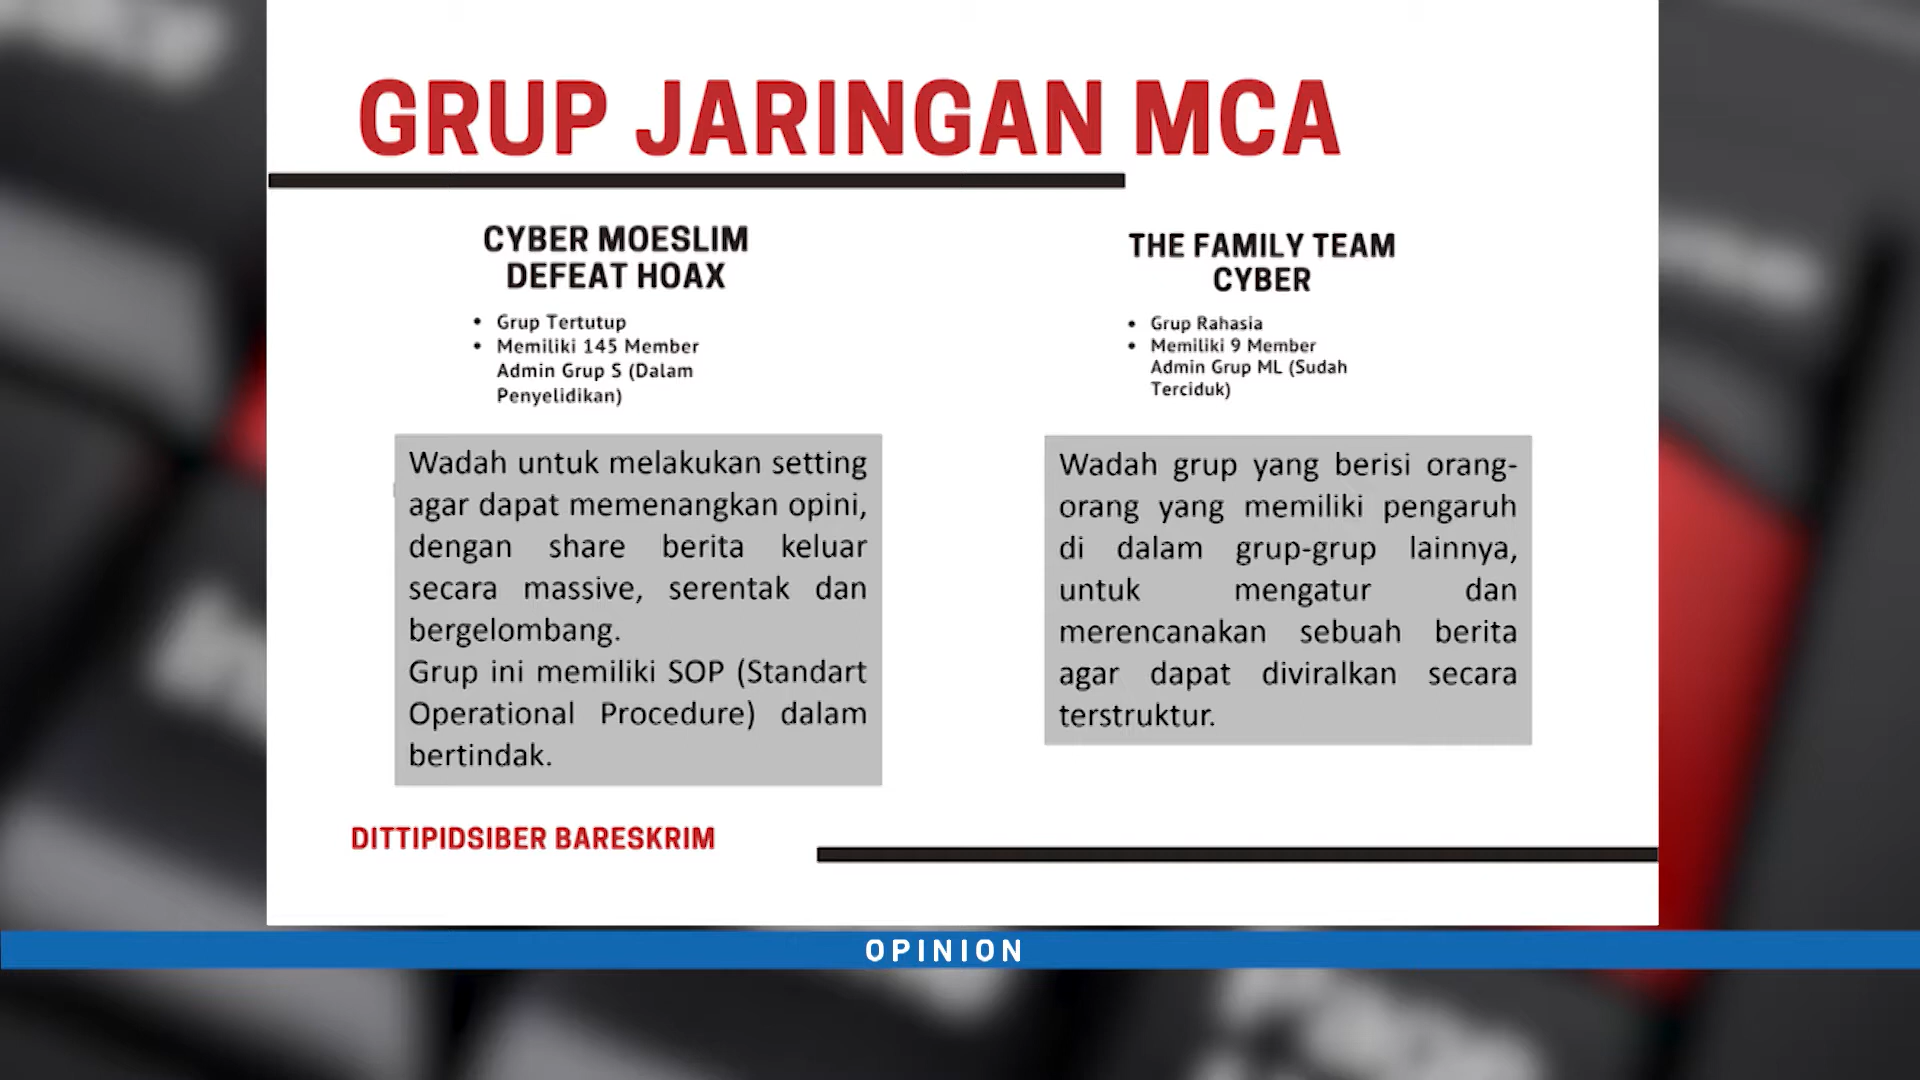 GRUP JARINGAN MCA
CYBER MOESLIM
DEFEAT HOAX
• Grup Tertutup
• Memiliki 145 Member
Admin Grup S (Dalam
Penyelidikan)
Wadah untuk melakukan setting
agar dapat memenangkan opini,
dengan share berita keluar
secara massive, serentak dan
bergelombang.
Grup ini memiliki SOP (Standart
Operational Procedure) dalam
bertindak.
THE FAMILY TEAM
CYBER
• Grup Rahasia
• Memiliki 9 Member
Admin Grup ML (Sudah
Terciduk)
Wadah grup yang berisi orang-
orang yang memiliki pengaruh
di dalam grup-grup lainnya,
untuk mengatur dan
merencanakan sebuah berita
agar dapat diviralkan secara
terstruktur.
DITTIPIDSIBER BARESKRIM
OPINION